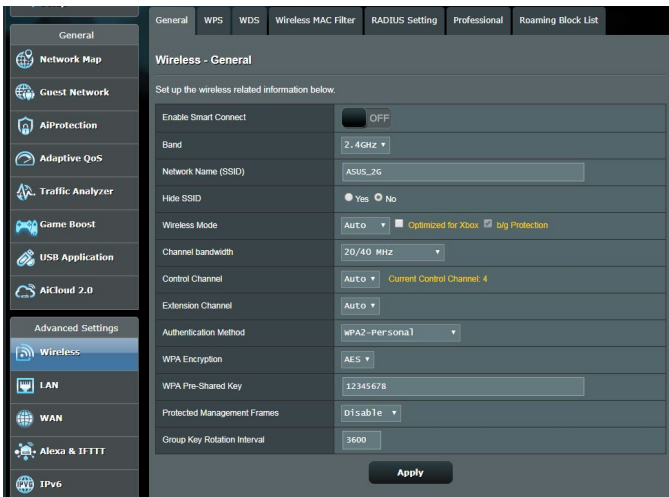 General
Network Map
Guest Network
AiProtection
Adaptive QoS
Traffic Analyzer
Game Boost
USB Application
AiCloud 2.0
Advanced Settings
Wireless
LAN
WAN
Alexa & IFTTT
IPv6
General WPS WDS Wireless MAC Filter RADIUS Setting Professional Roaming Block List
Wireless - General
Set up the wireless related information below.
Enable Smart Connect OFF
Band 2.4GHz
Network Name (SSID) ASUS_2G
Hide SSID Yes No
Wireless Mode Auto Optimized for Xbox b/g Protection
Channel bandwidth 20/40 MHz
Control Channel Auto Current Control Channel: 4
Extension Channel Auto
Authentication Method WPA2-Personal
WPA Encryption AES
WPA Pre-Shared Key 12345678
Protected Management Frames Disable
Group Key Rotation Interval 3600
Apply